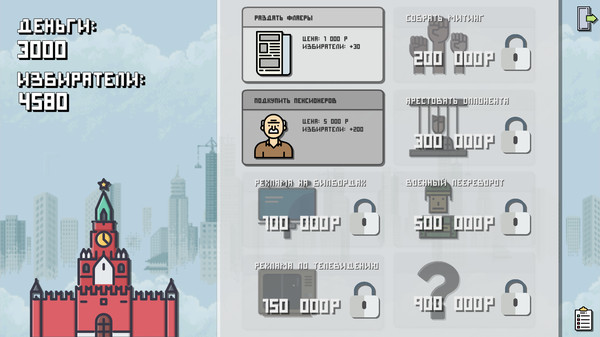 ДЕНЬГИ:
3000
ИЗБИРАТЕЛИ:
4580
РАЗДАТЬ ФЛАЕРЫ
ЦЕНА: 1 000 Р
ИЗБИРАТЕЛИ: +30
ПОДКУПИТЬ ПЕНСИОНЕРОВ
ЦЕНА: 5 000 Р
ИЗБИРАТЕЛИ: +200
РЕКЛАМА НА БИЛБОРДАХ
100 000Р
РЕКЛАМА ПО ТЕЛЕВИДЕНИЮ
150 000Р
СОБРАТЬ МИТИНГ
200 000Р
АРЕСТОВАТЬ ОППОНЕНТА
300 000Р
ВОЕННЫЙ ПЕЕРЕВОРОТ
500 000Р
?
900 000Р